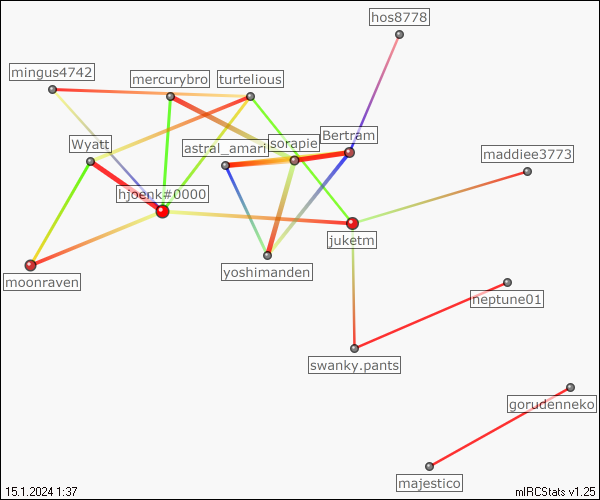 hos8778
mingus4742
mercurybro
turtelious
Wyatt
astral_amari
sorapie
Bertram
maddiee3773
hjoenk#0000
juketm
moonraven
yoshimanden
neptune01
swanky.pants
gorudenneko
majestico
15.1.2024 1:37
mIRCStats v1.25